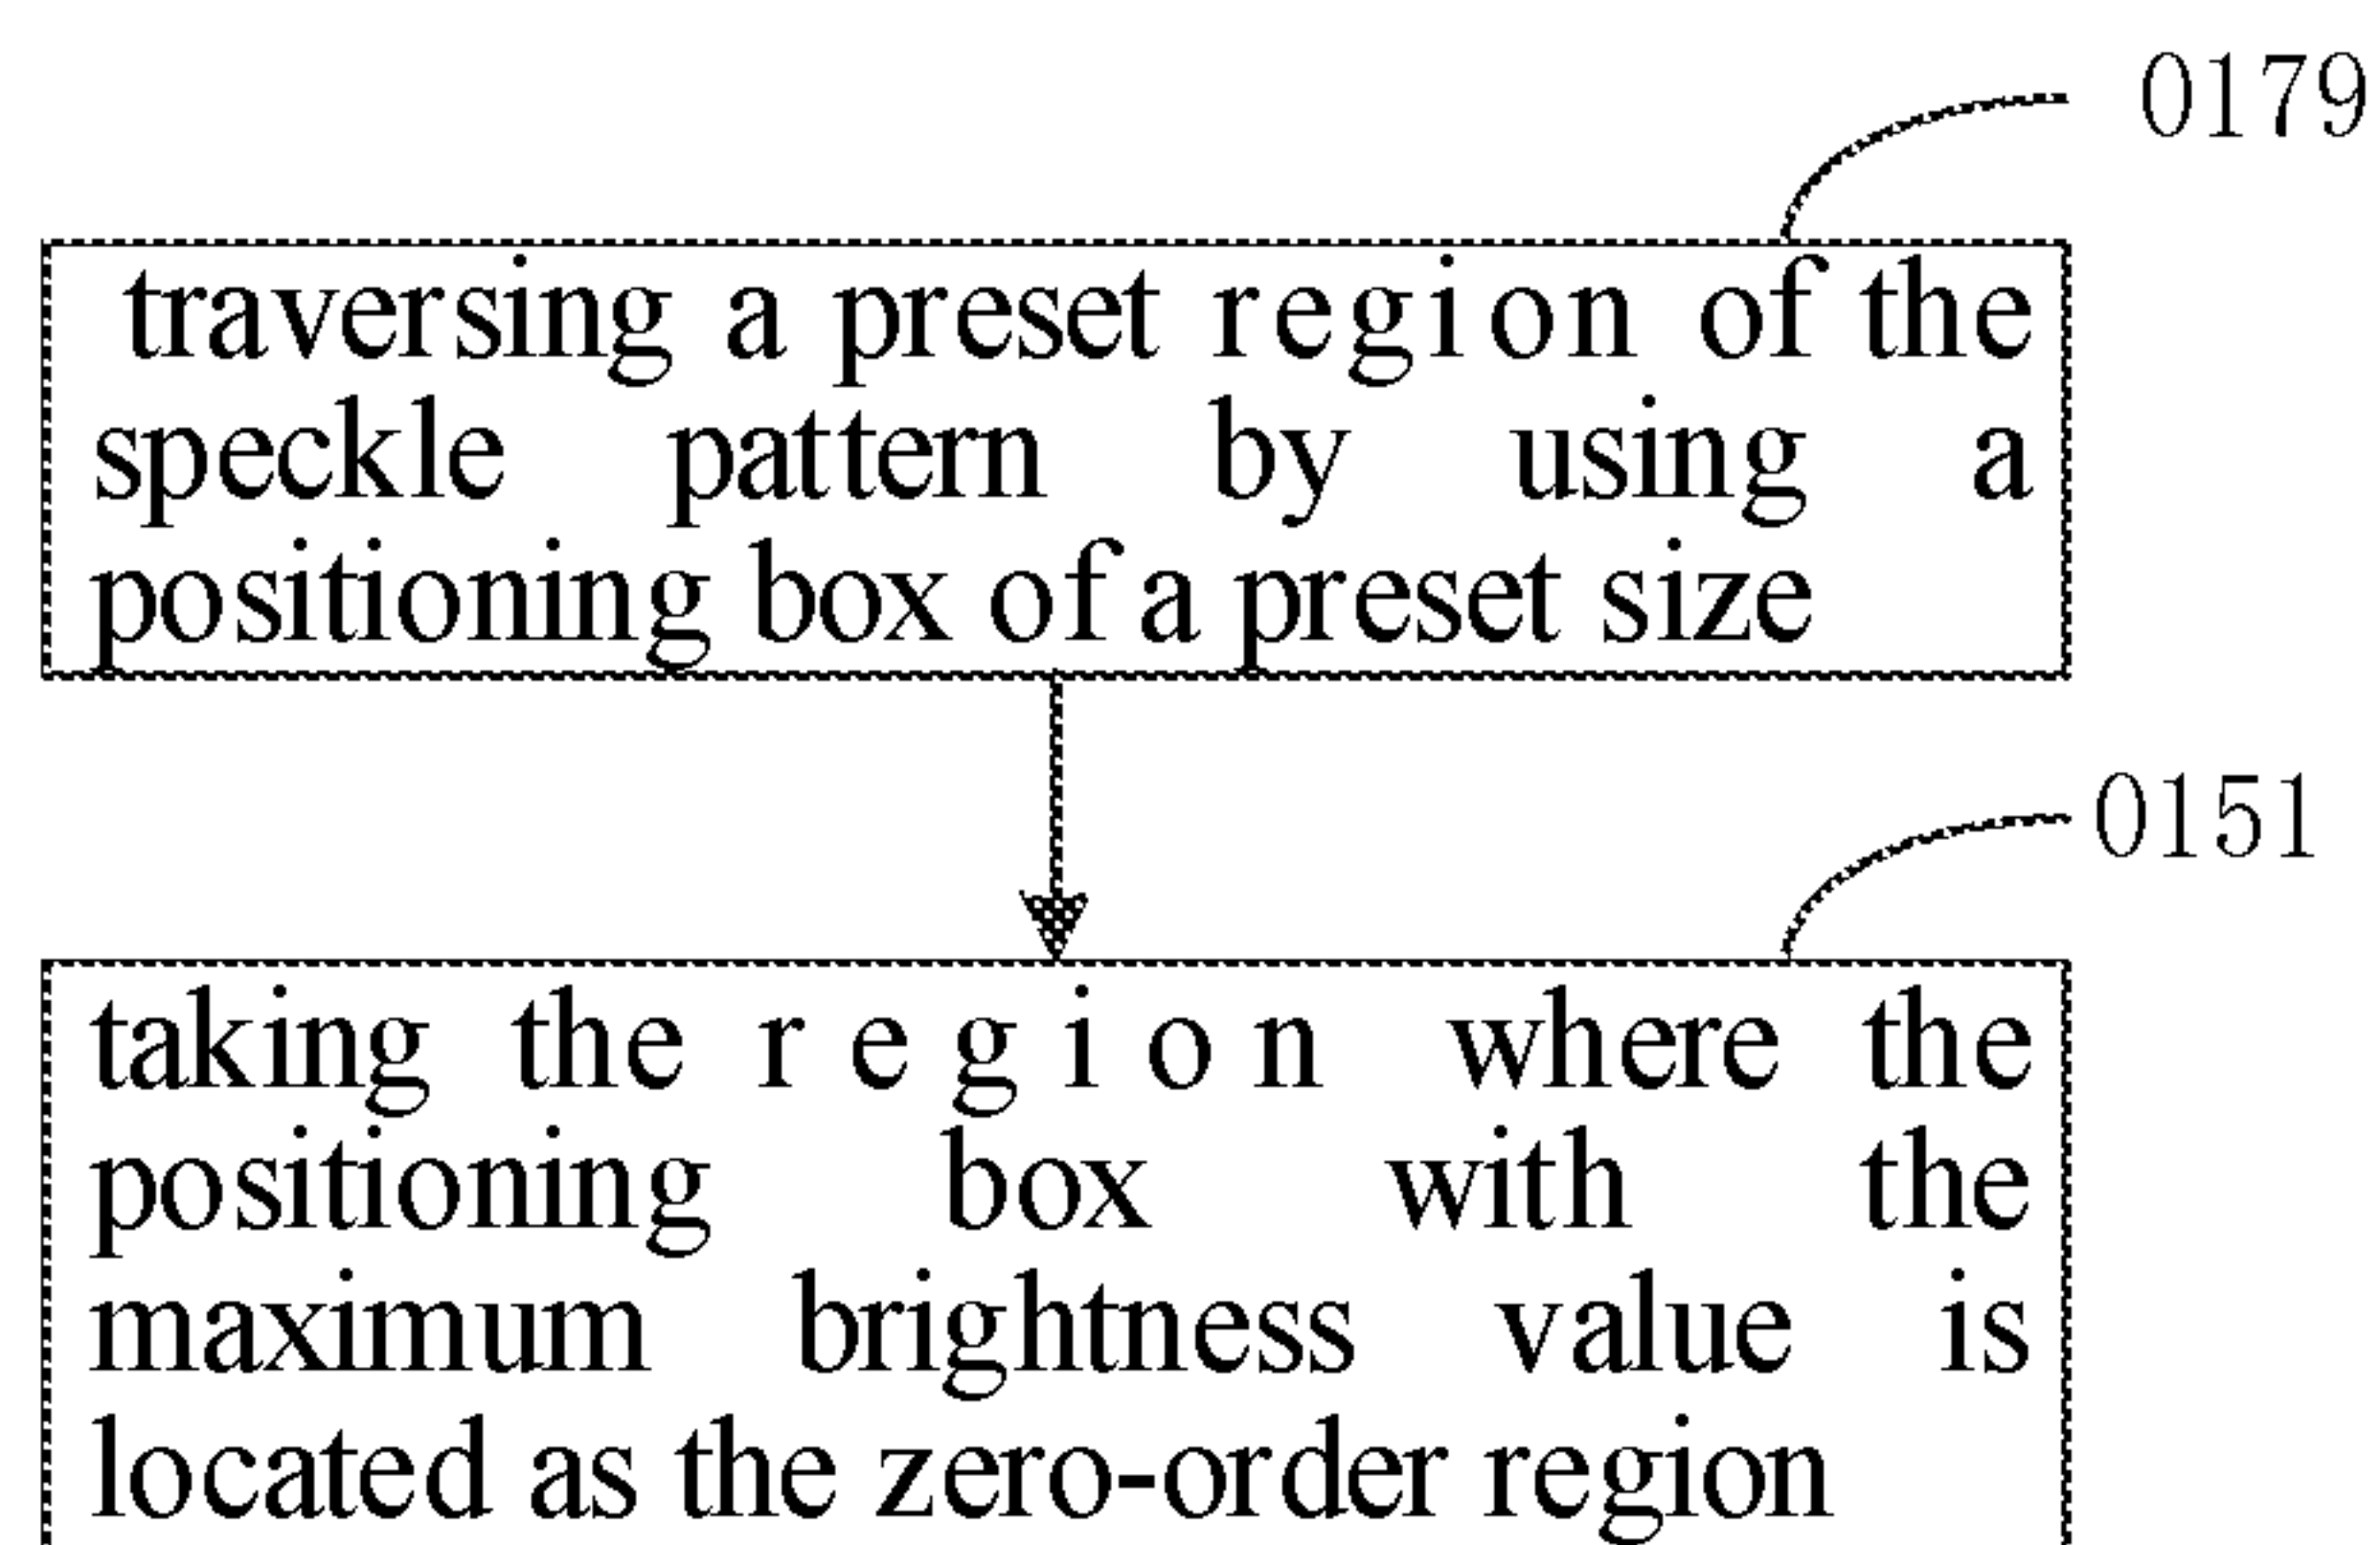 0179
traversing a preset region of the
speckle pattern by using a
positioning box of a preset size
0151
taking the region where the
positioning box with the
maximum brightness value is
located as the zero-order region